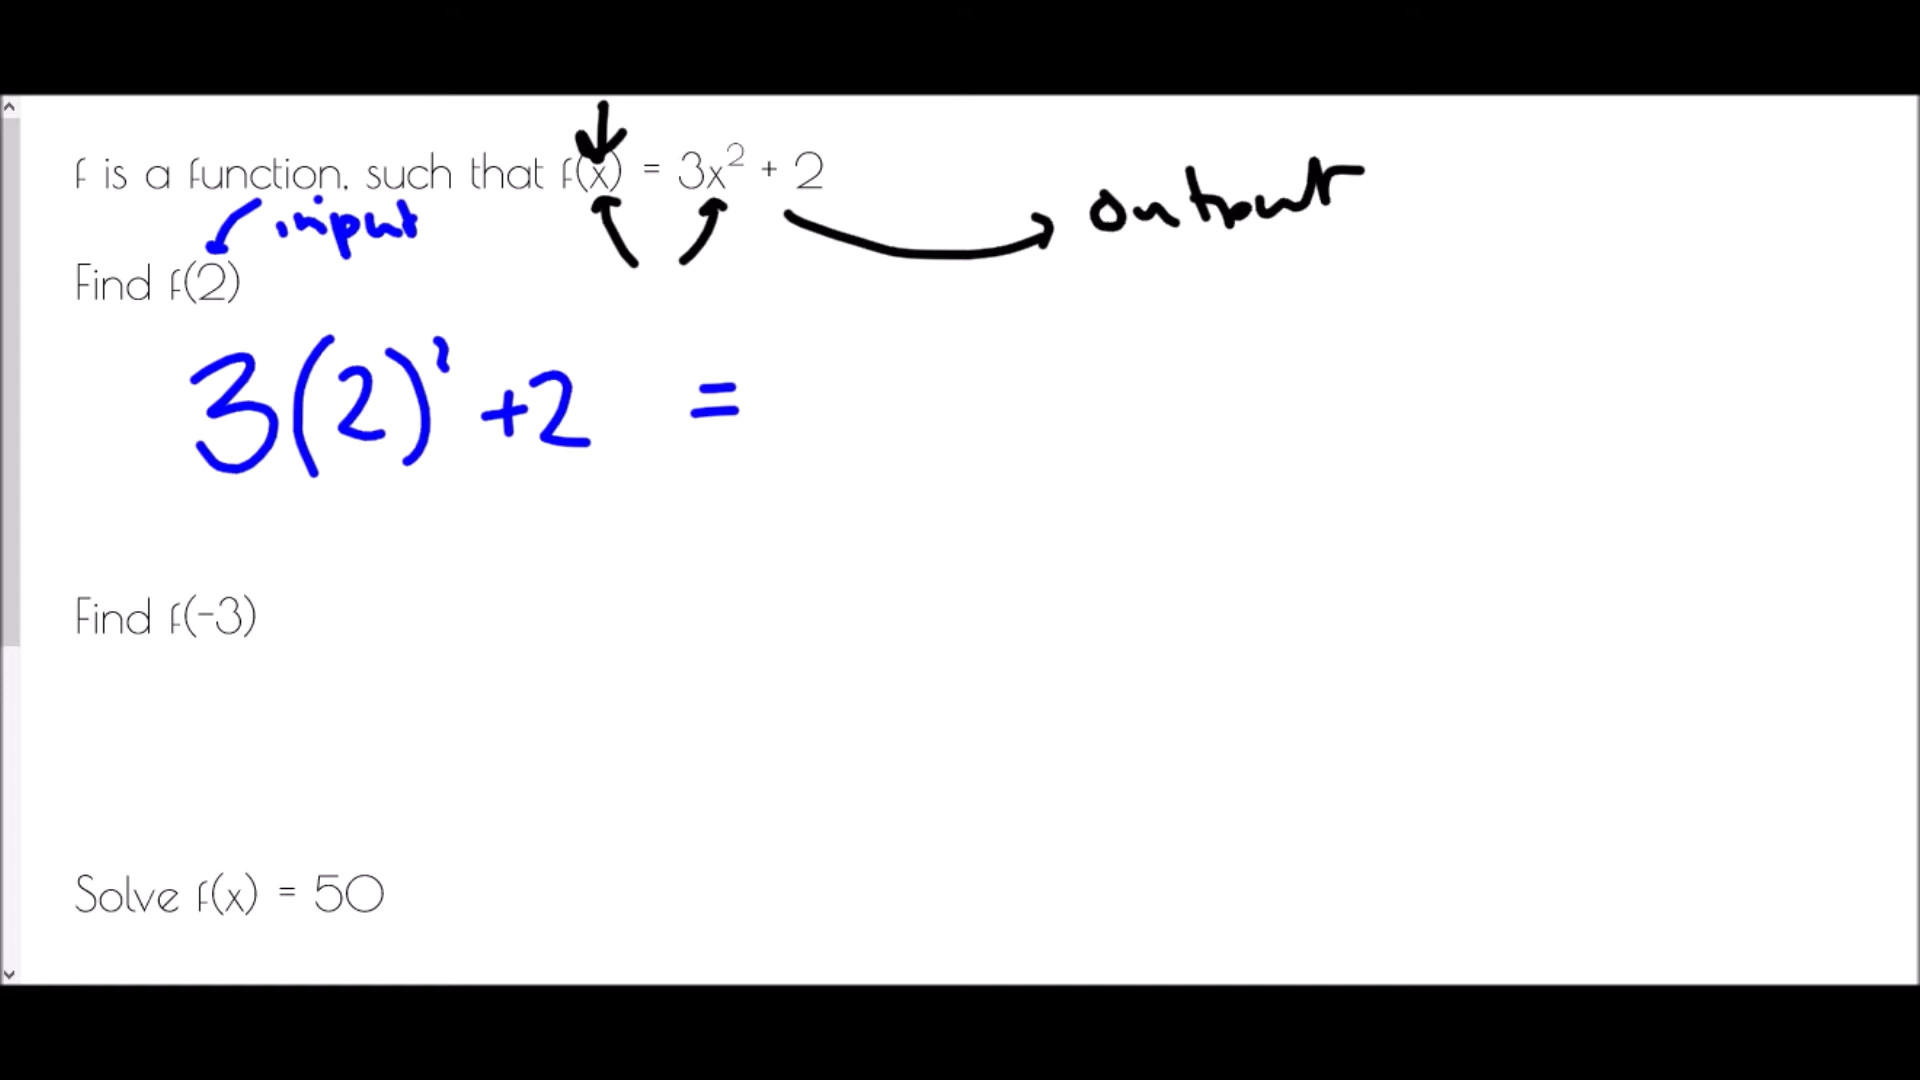 f is a function, such that f(x) = 3x² + 2
output
input
Find f(2)
3(2)² +2 =
Find f(-3)
Solve f(x) = 50